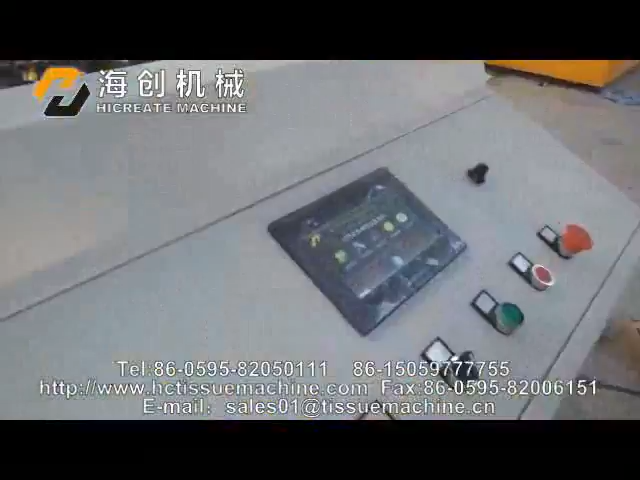 海创机械
HICREATE MACHINE
Tel:86-0595-82050111 86-15059777755
http://www.hctissuemachine.com Fax:86-0595-82006151
E-mail：sales01@tissuemachine.cn